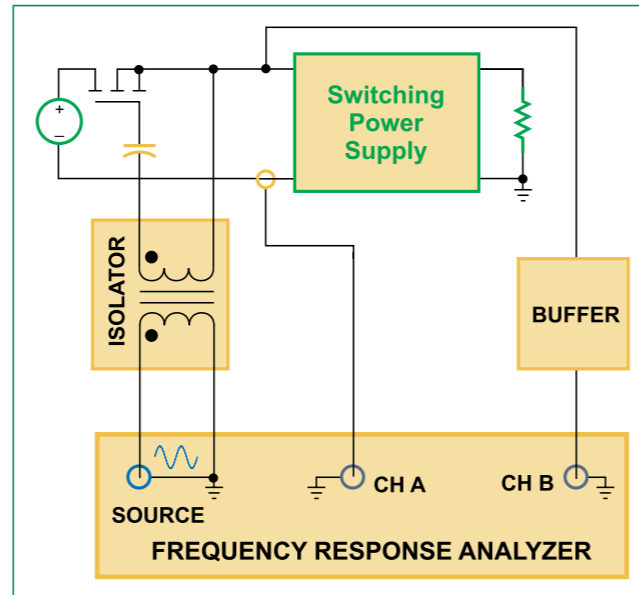 +
–
Switching
Power
Supply
ISOLATOR
BUFFER
SOURCE
CH A
CH B
FREQUENCY RESPONSE ANALYZER